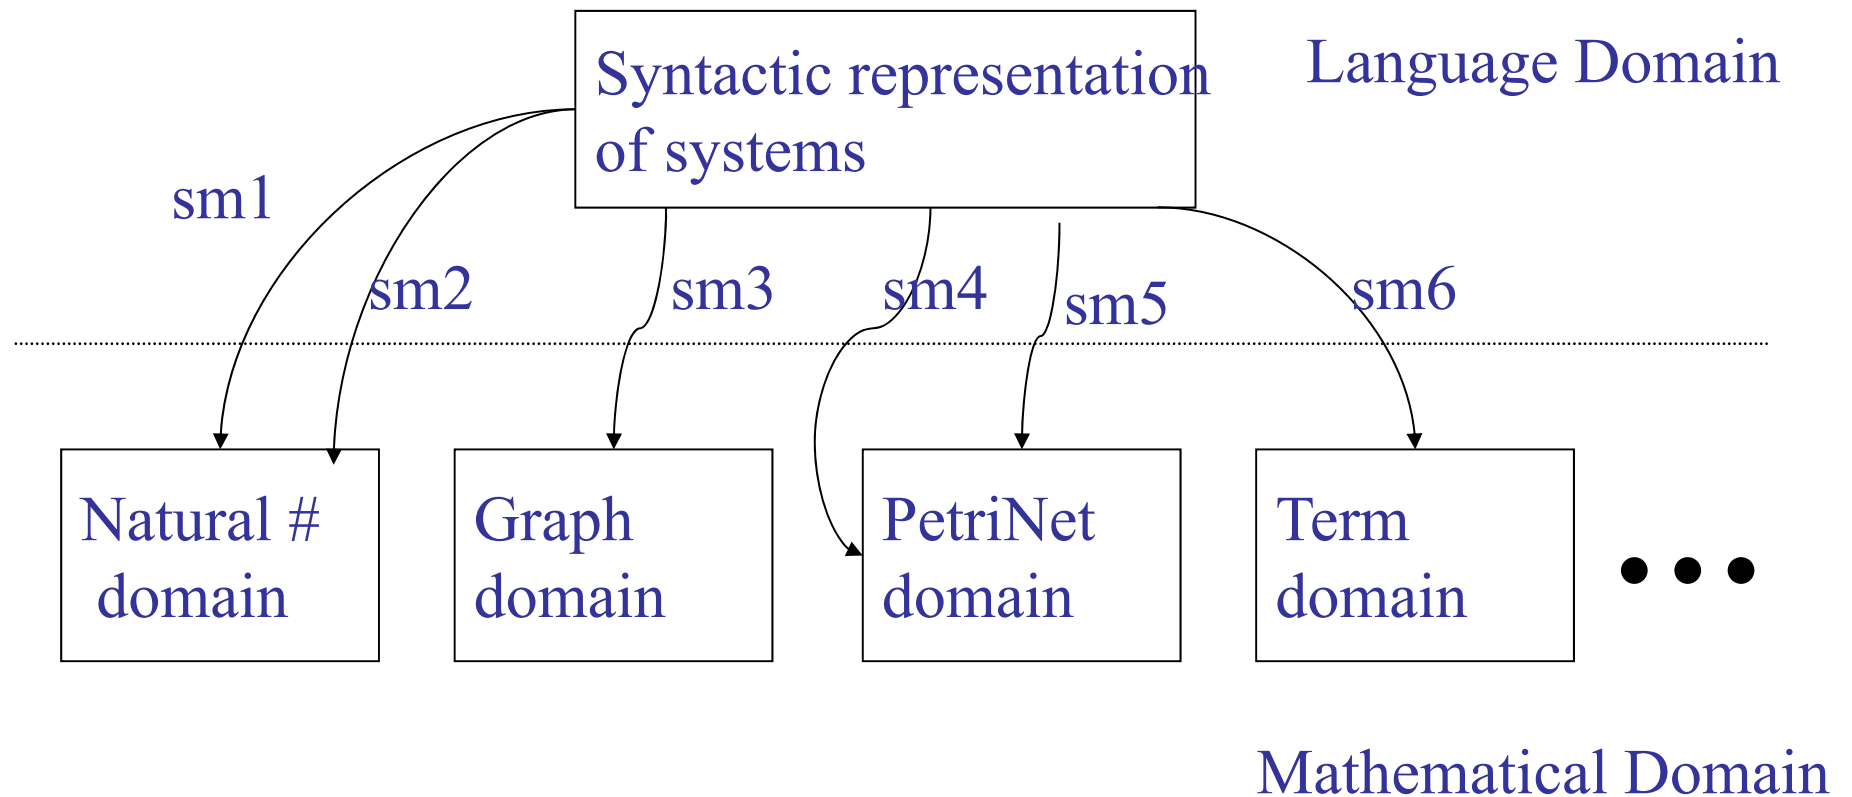 Syntactic representation
of systems
Language Domain
sm1
sm2
sm3
sm4
sm5
sm6
Natural #
domain
Graph
domain
PetriNet
domain
Term
domain
Mathematical Domain